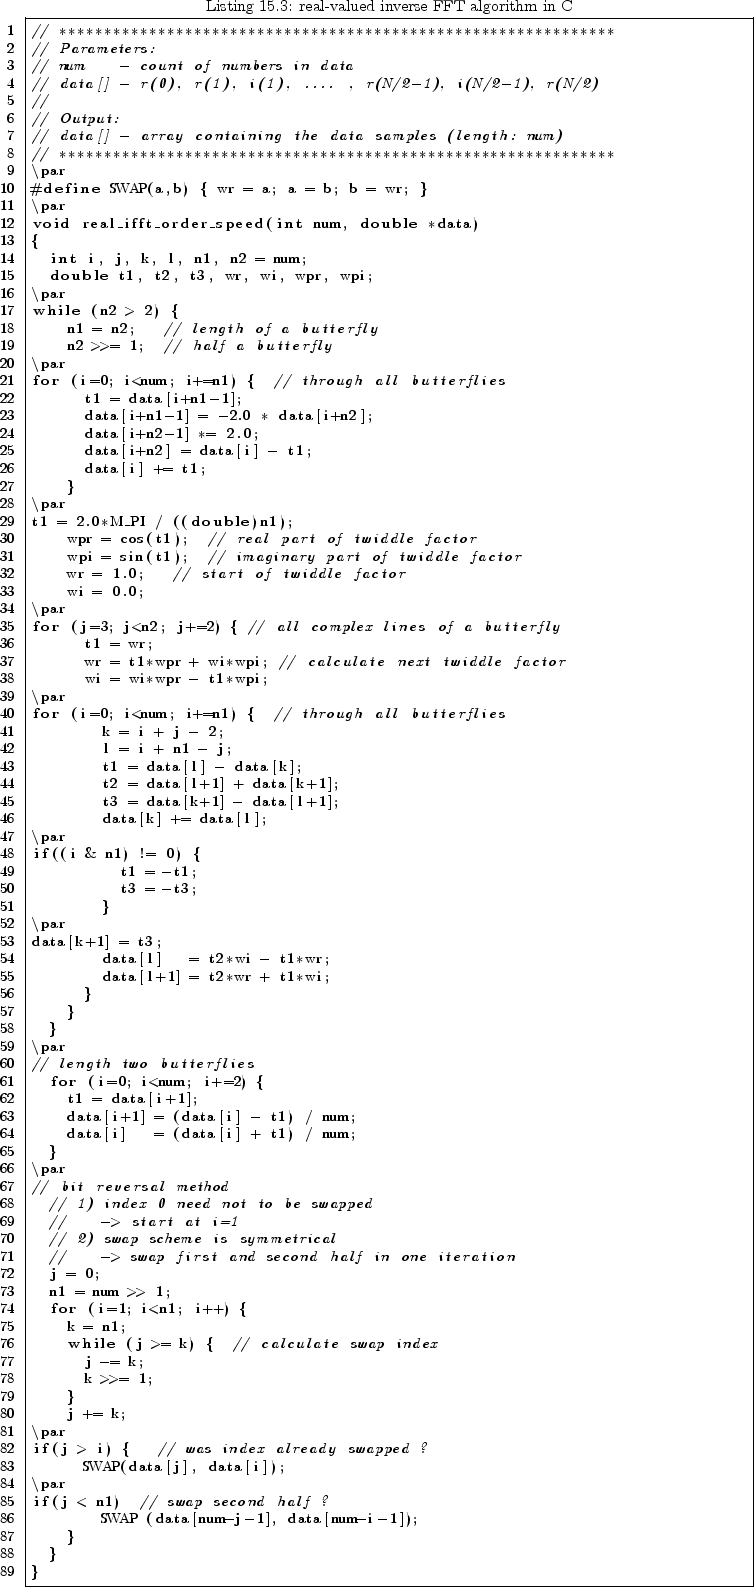 Listing 15.3: real-valued inverse FFT algorithm in C
1 // **************************************************************
2 // Parameters:
3 // num    - count of numbers in data
4 // data[] - r(0), r(1), i(1), .... , r(N/2-1), i(N/2-1), r(N/2)
5 //
6 // Output:
7 // data[] - array containing the data samples (length: num)
8 // **************************************************************
9 \par
10 #define SWAP(a,b) { wr = a; a = b; b = wr; }
11 \par
12 void real_ifft_order_speed(int num, double *data)
13 {
14   int i, j, k, l, n1, n2 = num;
15   double t1, t2, t3, wr, wi, wpr, wpi;
16 \par
17 while (n2 > 2) {
18     n1 = n2;   // length of a butterfly
19     n2 >>= 1;  // half a butterfly
20 \par
21 for (i=0; i<num; i+=n1) {  // through all butterflies
22       t1 = data[i+n1-1];
23       data[i+n1-1] = -2.0 * data[i+n2];
24       data[i+n2-1] *= 2.0;
25       data[i+n2] = data[i] - t1;
26       data[i] += t1;
27     }
28 \par
29 t1 = 2.0*M_PI / ((double)n1);
30     wpr = cos(t1);  // real part of twiddle factor
31     wpi = sin(t1);  // imaginary part of twiddle factor
32     wr = 1.0;   // start of twiddle factor
33     wi = 0.0;
34 \par
35 for (j=3; j<n2; j+=2) { // all complex lines of a butterfly
36       t1 = wr;
37       wr = t1*wpr + wi*wpi; // calculate next twiddle factor
38       wi = wi*wpr - t1*wpi;
39 \par
40 for (i=0; i<num; i+=n1) {  // through all butterflies
41         k = i + j - 2;
42         l = i + n1 - j;
43         t1 = data[l] - data[k];
44         t2 = data[l+1] + data[k+1];
45         t3 = data[k+1] - data[l+1];
46         data[k] += data[l];
47 \par
48 if((i & n1) != 0) {
49           t1 = -t1;
50           t3 = -t3;
51         }
52 \par
53 data[k+1] = t3;
54         data[l]   = t2*wi - t1*wr;
55         data[l+1] = t2*wr + t1*wi;
56       }
57     }
58   }
59 \par
60 // length two butterflies
61   for (i=0; i<num; i+=2) {
62     t1 = data[i+1];
63     data[i+1] = (data[i] - t1) / num;
64     data[i]   = (data[i] + t1) / num;
65   }
66 \par
67 // bit reversal method
68   // 1) index 0 need not to be swapped
69   //    -> start at i=1
70   // 2) swap scheme is symmetrical
71   //    -> swap first and second half in one iteration
72   j = 0;
73   n1 = num >> 1;
74   for (i=1; i<n1; i++) {
75     k = n1;
76     while (j >= k) {  // calculate swap index
77       j -= k;
78       k >>= 1;
79     }
80     j += k;
81 \par
82 if(j > i) {   // was index already swapped ?
83       SWAP(data[j], data[i]);
84 \par
85 if(j < n1)  // swap second half ?
86         SWAP (data[num-j-1], data[num-i-1]);
87     }
88   }
89 }